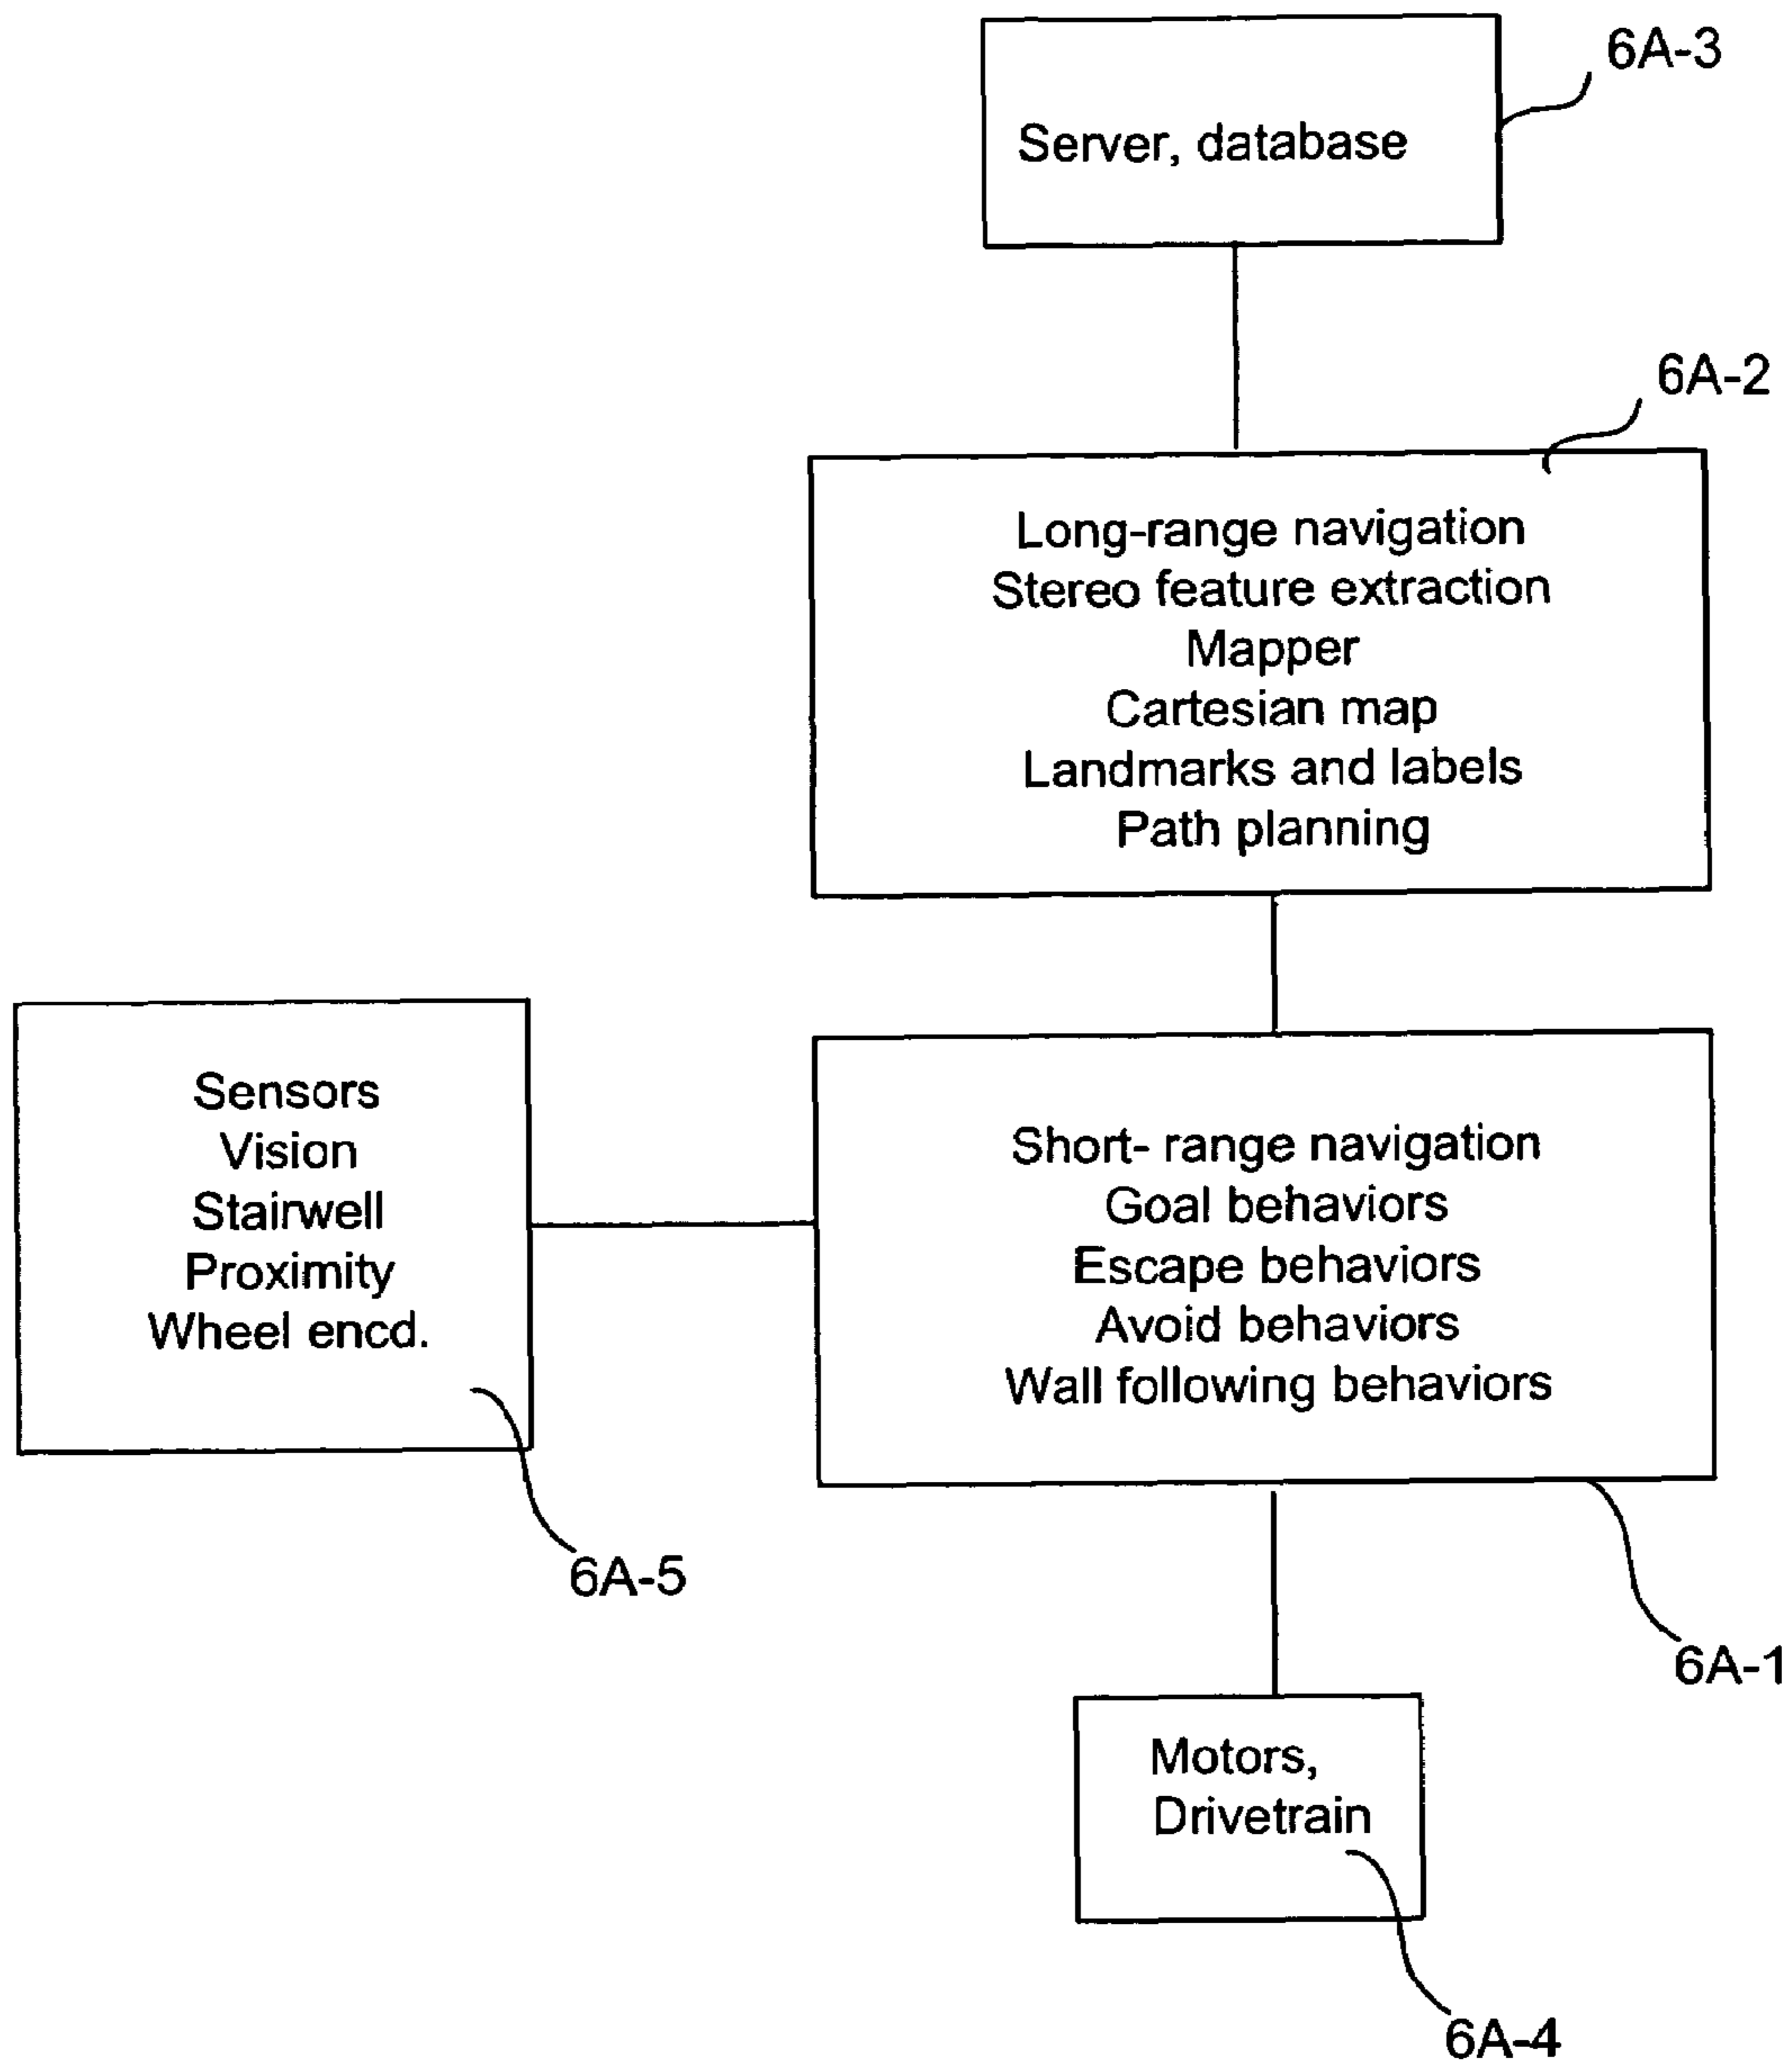 6A-3
Server, database
6A-2
Long-range navigation
Stereo feature extraction
Mapper
Cartesian map
Landmarks and labels
Path planning
Sensors
Vision
Stairwell
Proximity
Wheel encd.
6A-5
Short- range navigation
Goal behaviors
Escape behaviors
Avoid behaviors
Wall following behaviors
6A-1
Motors,
Drivetrain
6A-4